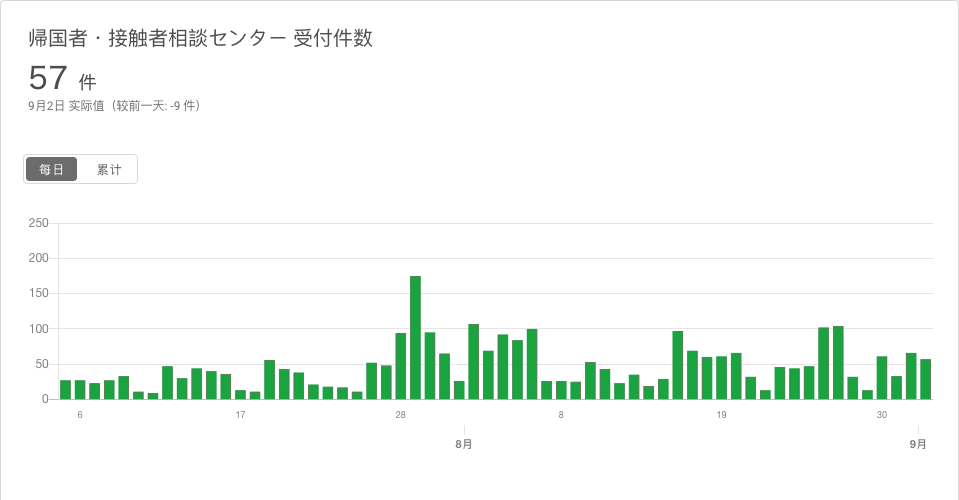 帰国者・接触者相談センター 受付件数
57 件
9月2日 实际值（较前一天: -9 件）
每日 累计
250
200
150
100
50
0
6 17 28 8 19 30
8月 9月